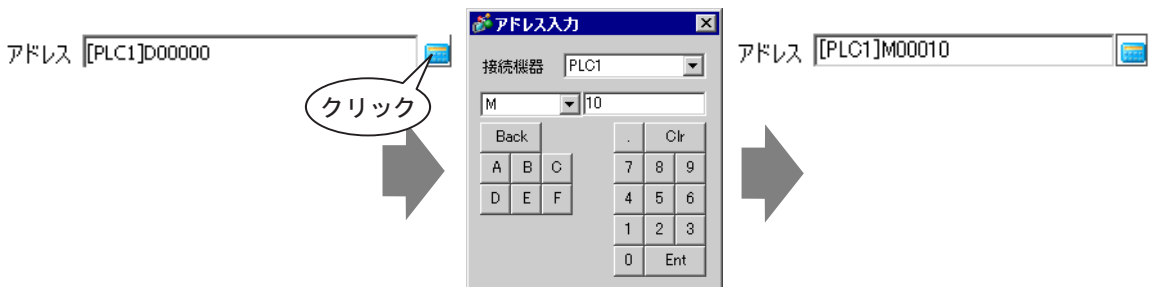 アドレス [PLC1]D00000
クリック
アドレス入力
接続機器 PLC1
M 10
Back . Clr
A B C 7 8 9
D E F 4 5 6
1 2 3
0 Ent
アドレス [PLC1]M00010